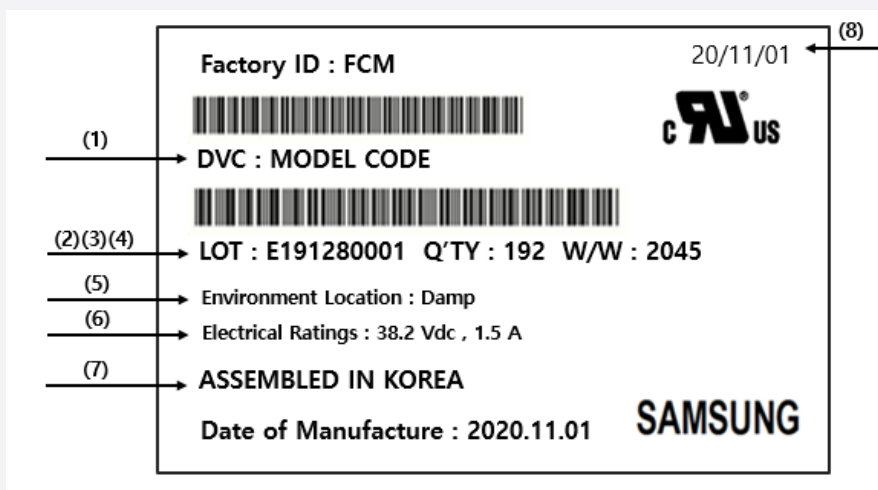 (8)
Factory ID : FCM 20/11/01
c RU® US
(1)
DVC : MODEL CODE
(2)(3)(4)
LOT : E191280001 Q'TY : 192 W/W : 2045
(5)
Environment Location : Damp
(6)
Electrical Ratings : 38.2 Vdc , 1.5 A
(7)
ASSEMBLED IN KOREA
Date of Manufacture : 2020.11.01
SAMSUNG